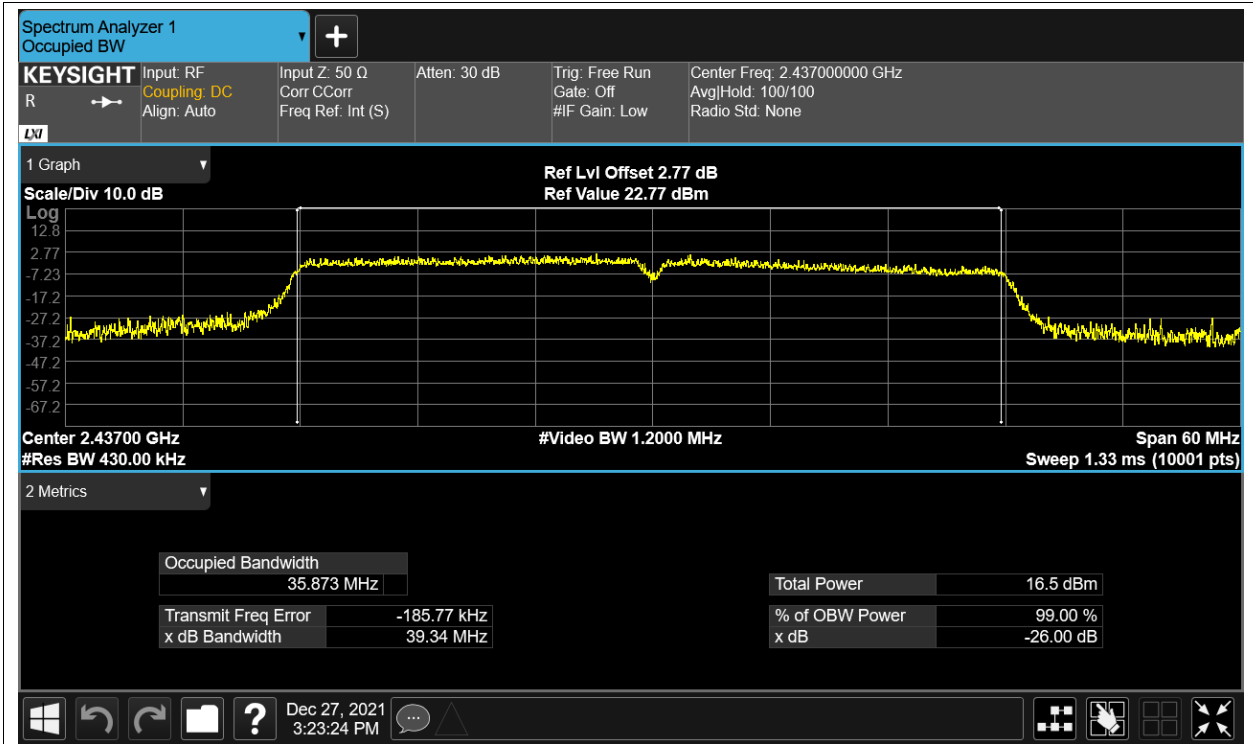 Spectrum Analyzer 1
Occupied BW
KEYSIGHT
R
LXI
Input: RF
Coupling: DC
Align: Auto
Input Z: 50 Ω
Corr CCorr
Freq Ref: Int (S)
Atten: 30 dB
Trig: Free Run
Gate: Off
#IF Gain: Low
Center Freq: 2.437000000 GHz
Avg|Hold: 100/100
Radio Std: None
1 Graph
Scale/Div 10.0 dB
Ref Lvl Offset 2.77 dB
Ref Value 22.77 dBm
Log
12.8
2.77
-7.23
-17.2
-27.2
-37.2
-47.2
-57.2
-67.2
Center 2.43700 GHz
#Video BW 1.2000 MHz
Span 60 MHz
#Res BW 430.00 kHz
Sweep 1.33 ms (10001 pts)
2 Metrics
Occupied Bandwidth
35.873 MHz
Total Power 16.5 dBm
Transmit Freq Error -185.77 kHz
% of OBW Power 99.00 %
x dB Bandwidth 39.34 MHz
x dB -26.00 dB
?
Dec 27, 2021
3:23:24 PM